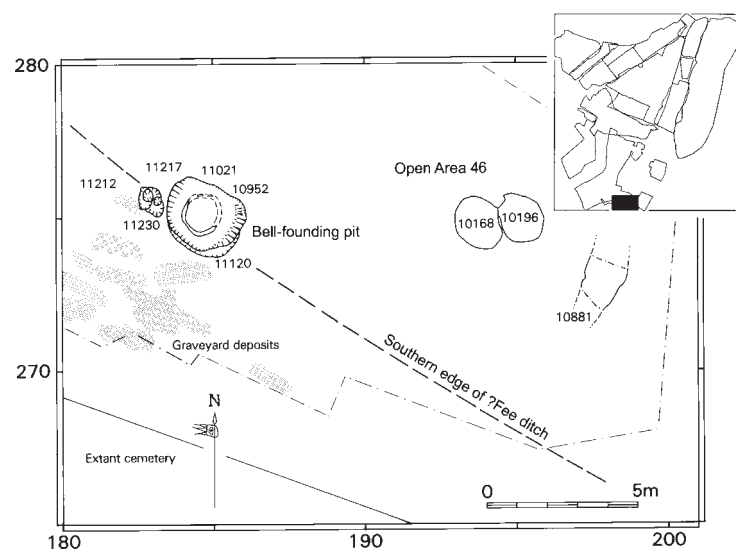 280
11217
11021
11212
10952
Open Area 46
11230
10168
10196
Bell-founding pit
11120
10881
Graveyard deposits
270
Southern edge of ?Fee ditch
N
Extant cemetery
0
5m
180
190
200